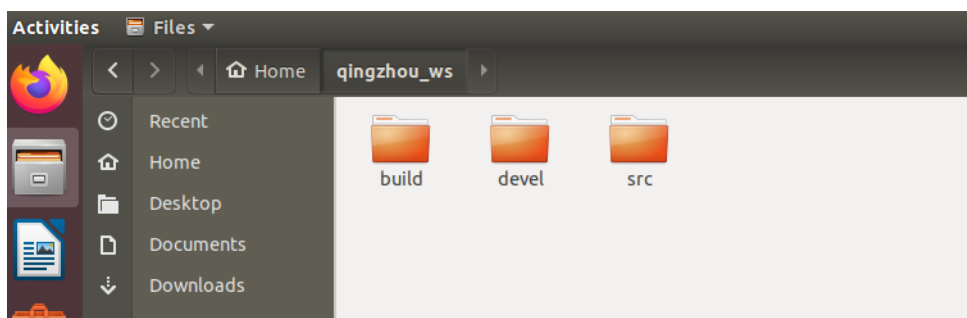 Activities Files
Home qingzhou_ws
Recent
Home
Desktop
Documents
Downloads
build devel src